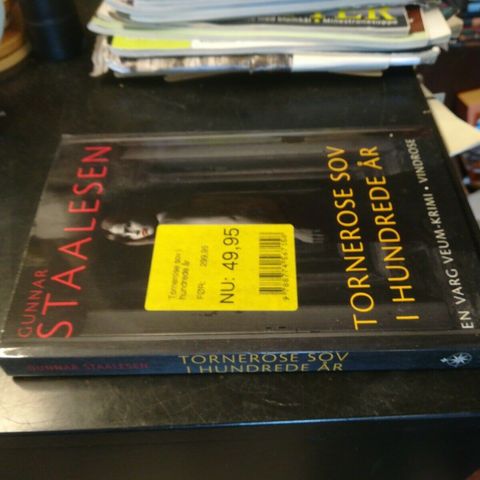 GUNNAR
STAALESEN
TORNEROSE SOV
I HUNDREDE ÅR
EN VARG VEUM-KRIMI • VINDROSE
Tornerose sov i
hundrede år
FØR: 299,95
NU: 49,95
GUNNAR STAALESEN
TORNEROSE SOV
I HUNDREDE ÅR